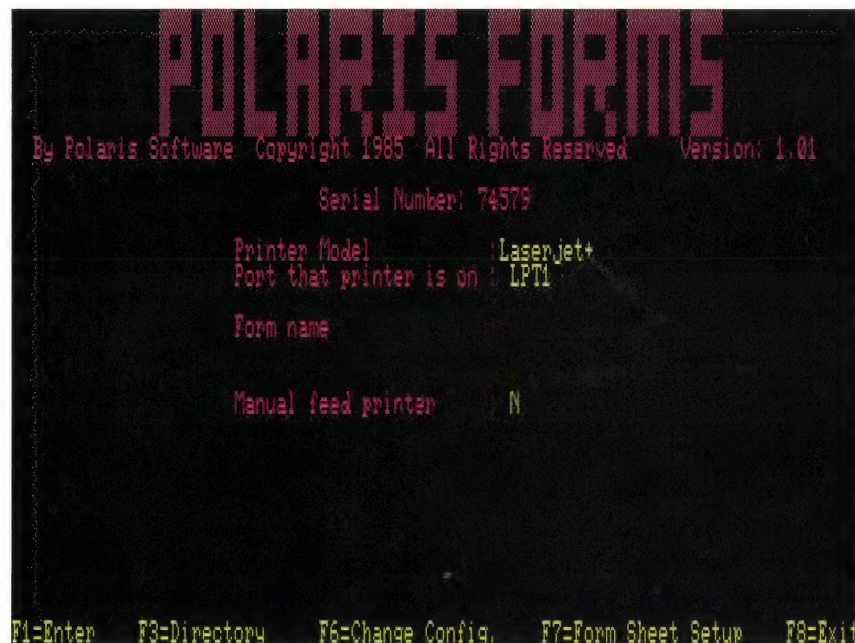 POLARIS FORMS
By Polaris Software Copyright 1985 All Rights Reserved Version: 1.01
Serial Number: 74579
Printer Model :Laserjet+
Port that printer is on : LPT1
Form name
Manual feed printer : N
F1=Enter F3=Directory F6=Change Config. F7=Form Sheet Setup F8=Exit